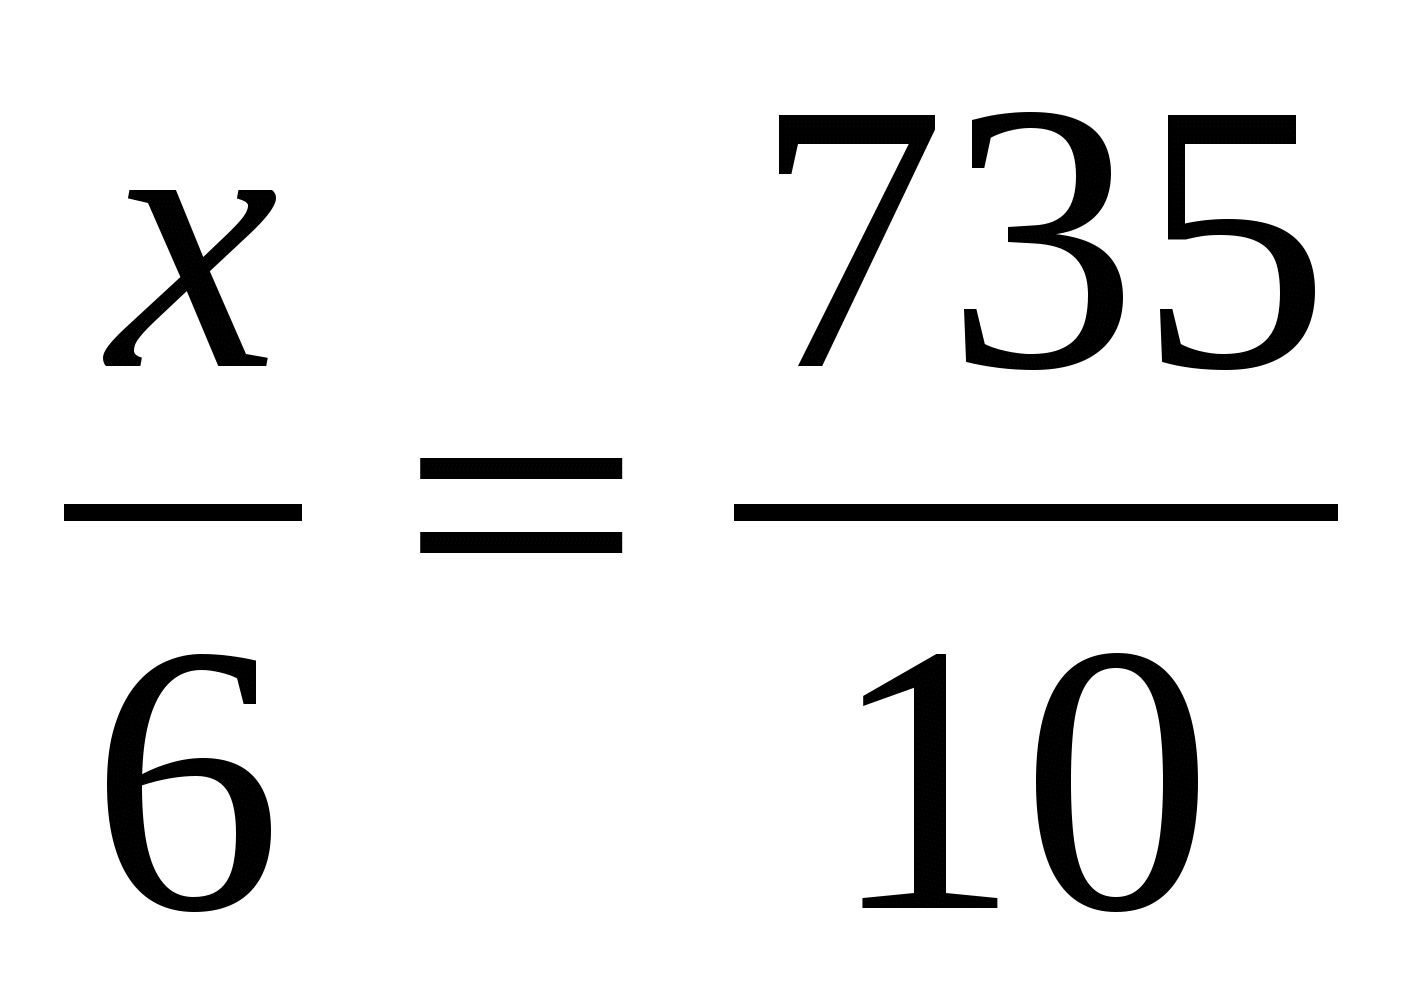 x/6 = 735/10